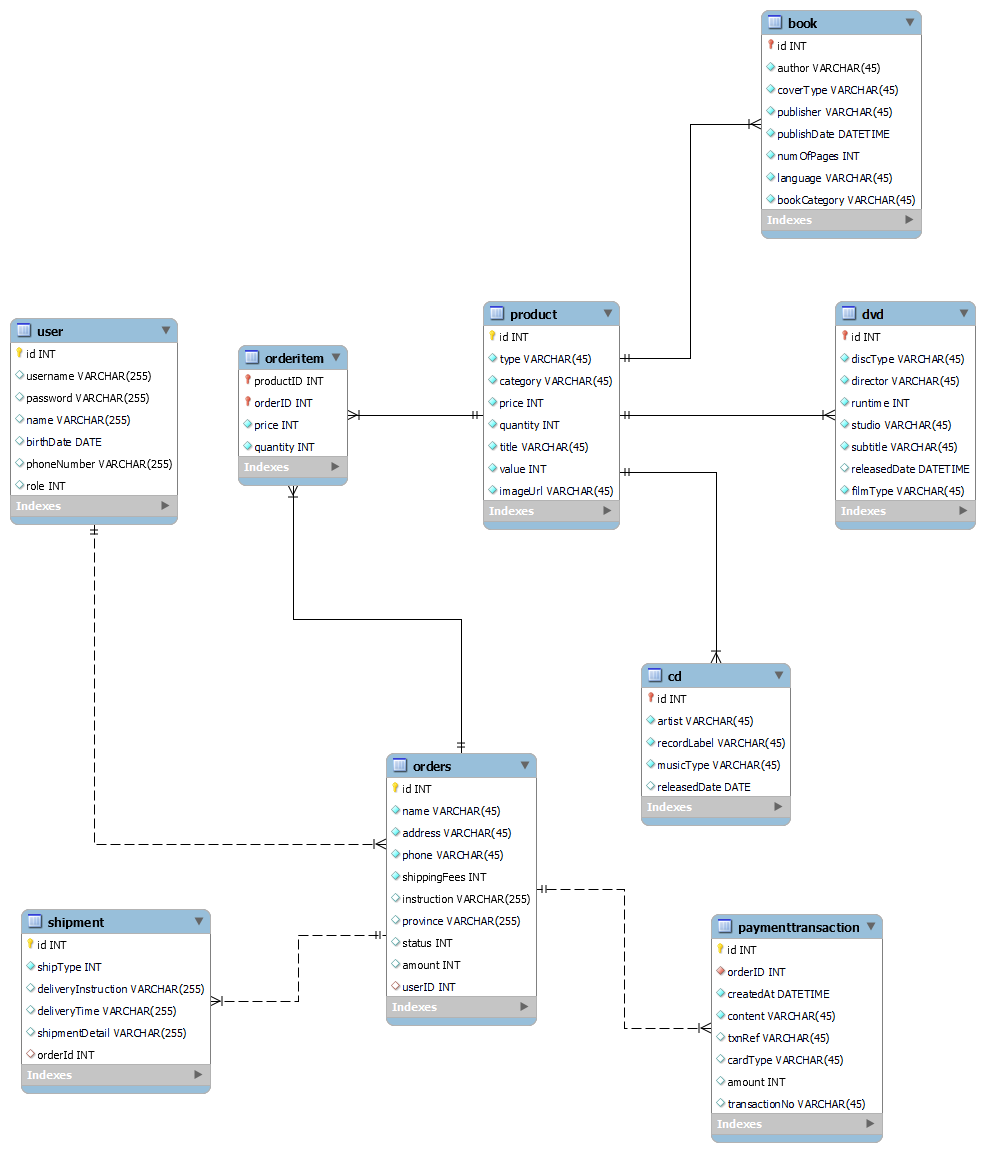 book
id INT
author VARCHAR(45)
coverType VARCHAR(45)
publisher VARCHAR(45)
publishDate DATETIME
numOfPages INT
language VARCHAR(45)
bookCategory VARCHAR(45)
Indexes
user
id INT
username VARCHAR(255)
password VARCHAR(255)
name VARCHAR(255)
birthDate DATE
phoneNumber VARCHAR(255)
role INT
Indexes
orderitem
productID INT
orderID INT
price INT
quantity INT
Indexes
product
id INT
type VARCHAR(45)
category VARCHAR(45)
price INT
quantity INT
title VARCHAR(45)
value INT
imageUrl VARCHAR(45)
Indexes
dvd
id INT
discType VARCHAR(45)
director VARCHAR(45)
runtime INT
studio VARCHAR(45)
subtitle VARCHAR(45)
releasedDate DATETIME
filmType VARCHAR(45)
Indexes
cd
id INT
artist VARCHAR(45)
recordLabel VARCHAR(45)
musicType VARCHAR(45)
releasedDate DATE
Indexes
orders
id INT
name VARCHAR(45)
address VARCHAR(45)
phone VARCHAR(45)
shippingFees INT
instruction VARCHAR(255)
province VARCHAR(255)
status INT
amount INT
userID INT
Indexes
shipment
id INT
shipType INT
deliveryInstruction VARCHAR(255)
deliveryTime VARCHAR(255)
shipmentDetail VARCHAR(255)
orderId INT
Indexes
paymenttransaction
id INT
orderID INT
createdAt DATETIME
content VARCHAR(45)
txnRef VARCHAR(45)
cardType VARCHAR(45)
amount INT
transactionNo VARCHAR(45)
Indexes